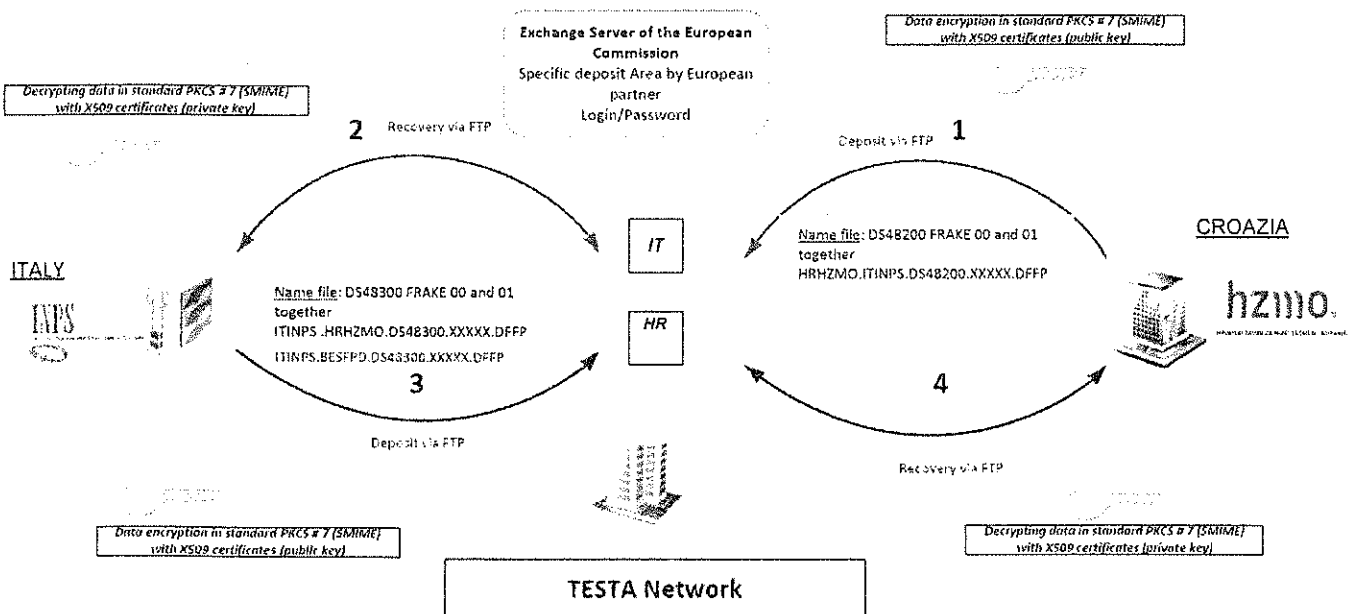 Exchange Server of the European
Commission
Specific deposit Area by European
partner
Login/Password
Data encryption in standard PKCS # 7 (SMIME)
with X509 certificates (public key)
Decrypting data in standard PKCS # 7 (SMIME)
with X509 certificates (private key)
2
Recovery via FTP
1
Deposit via FTP
IT
HR
Name file: DS48200 FRAKE 00 and 01
together
HRHZMO.ITINPS.DS48200.XXXXX.DFFP
CROAZIA
hzmo.
ITALY
INPS
Name file: DS48300 FRAKE 00 and 01
together
ITINPS.HRHZMO.DS48300.XXXXX.DFFP
ITINPS.BESFPD.DS48300.XXXXX.DFFP
3
Deposit via FTP
4
Recovery via FTP
Data encryption in standard PKCS # 7 (SMIME)
with X509 certificates (public key)
Decrypting data in standard PKCS # 7 (SMIME)
with X509 certificates (private key)
TESTA Network